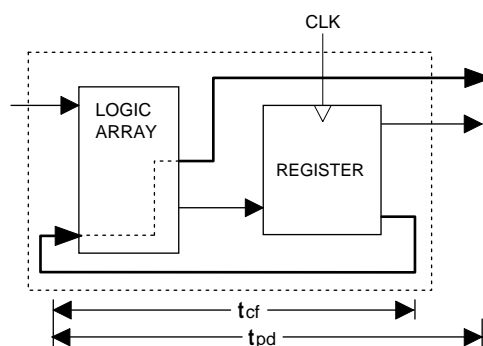 CLK
LOGIC
ARRAY
REGISTER
tcf
tpd